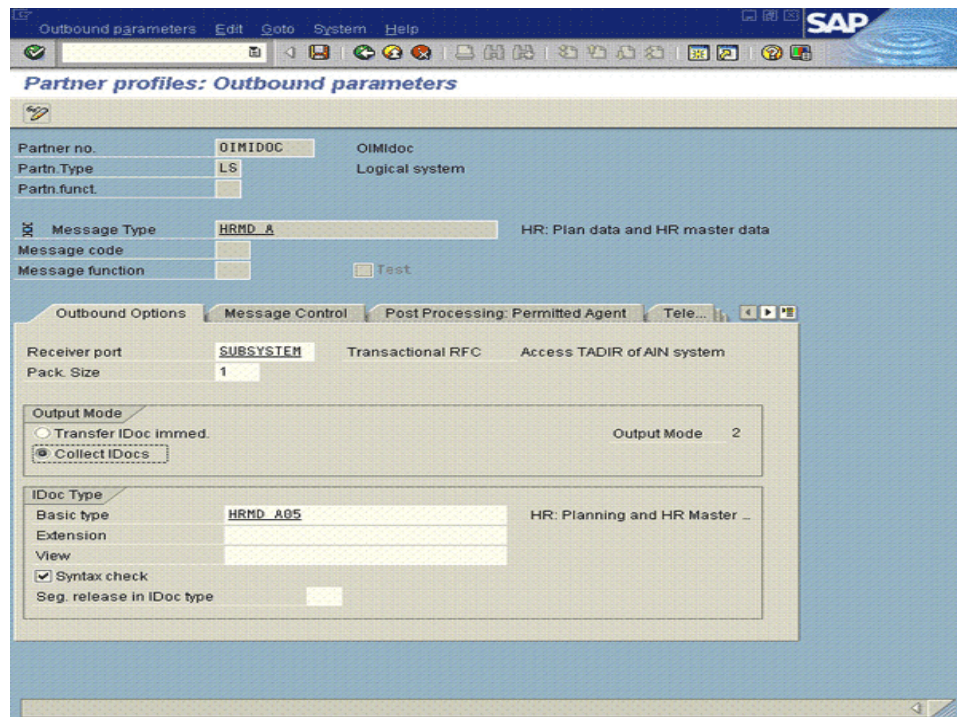 Outbound parameters Edit Goto System Help
SAP
Partner profiles: Outbound parameters
Partner no. OIMIDOC OIMIdoc
Partn.Type LS Logical system
Partn.funct.
Message Type HRMD_A HR: Plan data and HR master data
Message code
Message function Test
Outbound Options Message Control Post Processing: Permitted Agent Tele...
Receiver port SUBSYSTEM Transactional RFC Access TADIR of AIN system
Pack. Size 1
Output Mode
Transfer IDoc immed. Output Mode 2
Collect IDocs
IDoc Type
Basic type HRMD_A05 HR: Planning and HR Master ...
Extension
View
Syntax check
Seg. release in IDoc type